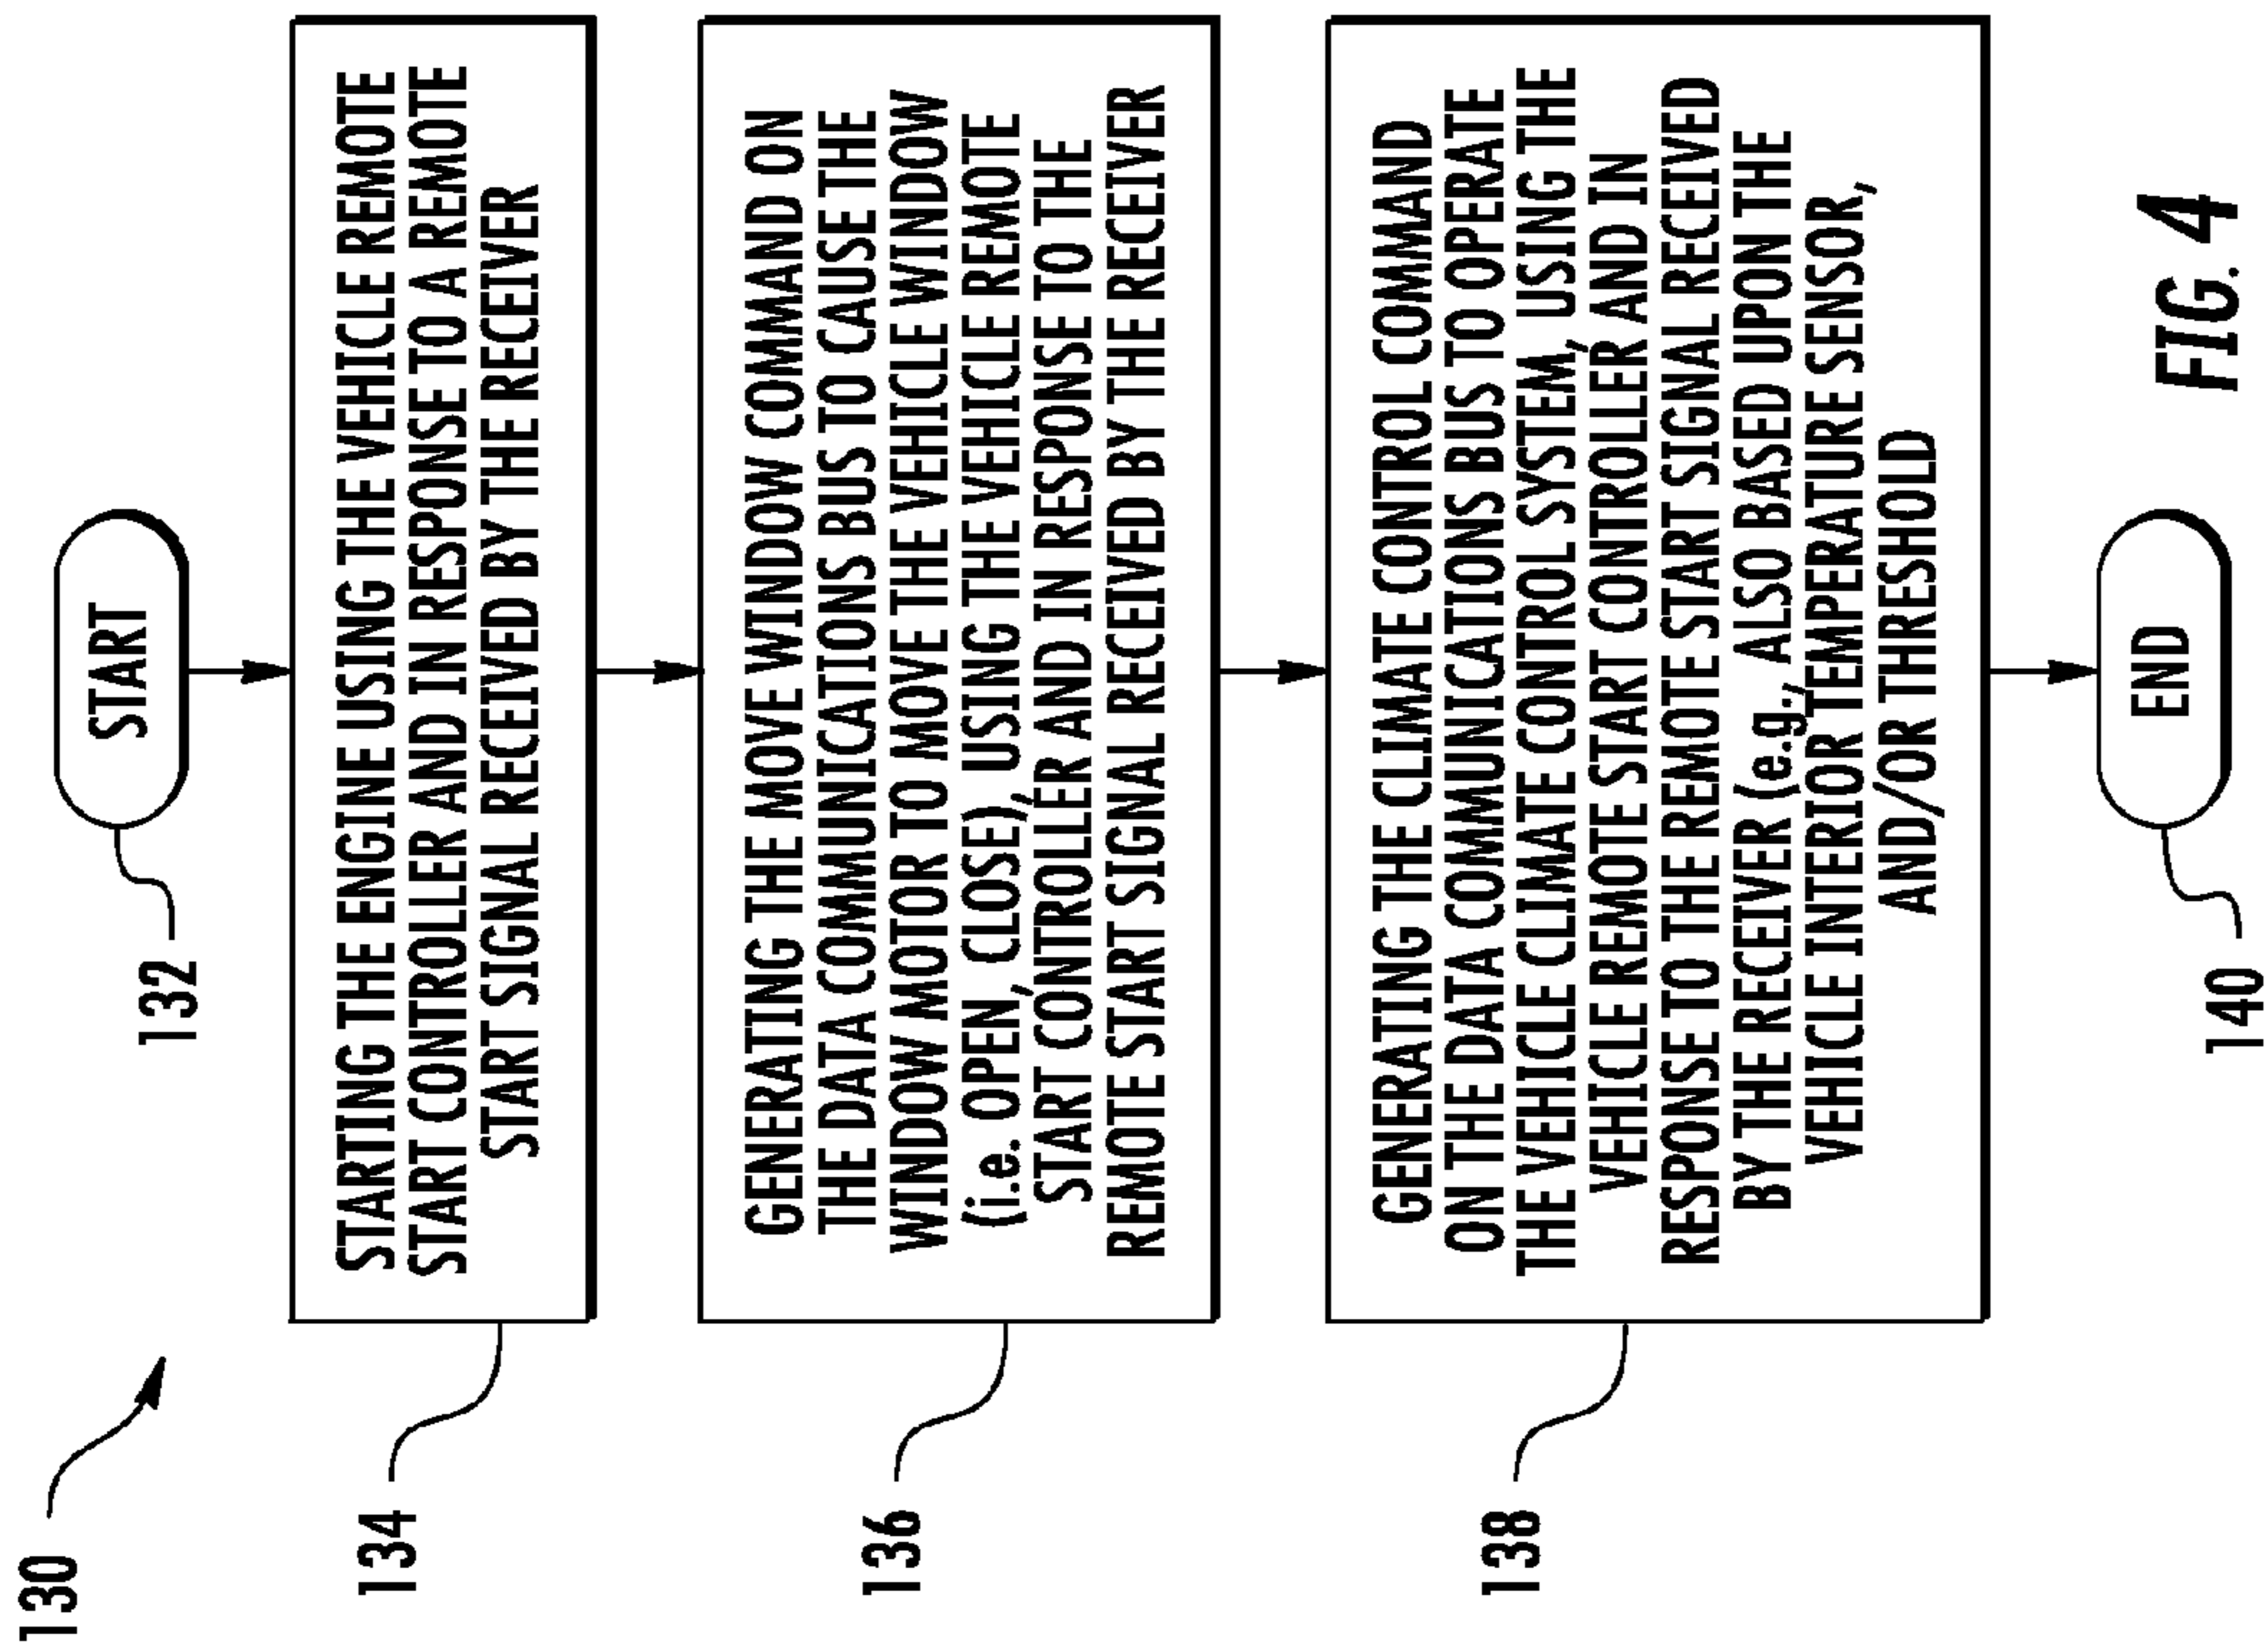 130
START
132
STARTING THE ENGINE USING THE VEHICLE REMOTE
START CONTROLLER AND IN RESPONSE TO A REMOTE
START SIGNAL RECEIVED BY THE RECEIVER
134
GENERATING THE MOVE WINDOW COMMAND ON
THE DATA COMMUNICATIONS BUS TO CAUSE THE
WINDOW MOTOR TO MOVE THE VEHICLE WINDOW
(i.e. OPEN, CLOSE), USING THE VEHICLE REMOTE
START CONTROLLER AND IN RESPONSE TO THE
REMOTE START SIGNAL RECEIVED BY THE RECEIVER
136
GENERATING THE CLIMATE CONTROL COMMAND
ON THE DATA COMMUNICATIONS BUS TO OPERATE
THE VEHICLE CLIMATE CONTROL SYSTEM, USING THE
VEHICLE REMOTE START CONTROLLER AND IN
RESPONSE TO THE REMOTE START SIGNAL RECEIVED
BY THE RECEIVER (e.g., ALSO BASED UPON THE
VEHICLE INTERIOR TEMPERATURE SENSOR,
AND/OR THRESHOLD
138
END
140
FIG. 4